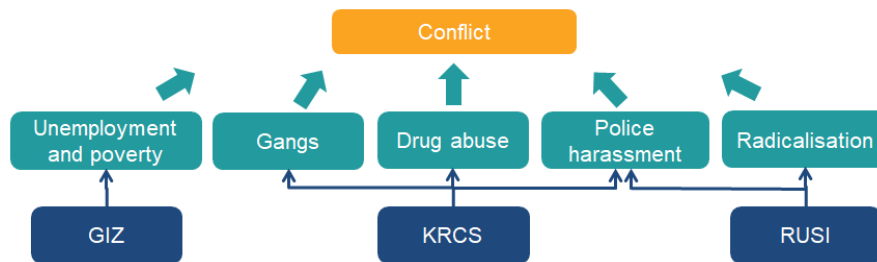 Conflict
Unemployment
and poverty
Gangs
Drug abuse
Police
harassment
Radicalisation
GIZ
KRCS
RUSI